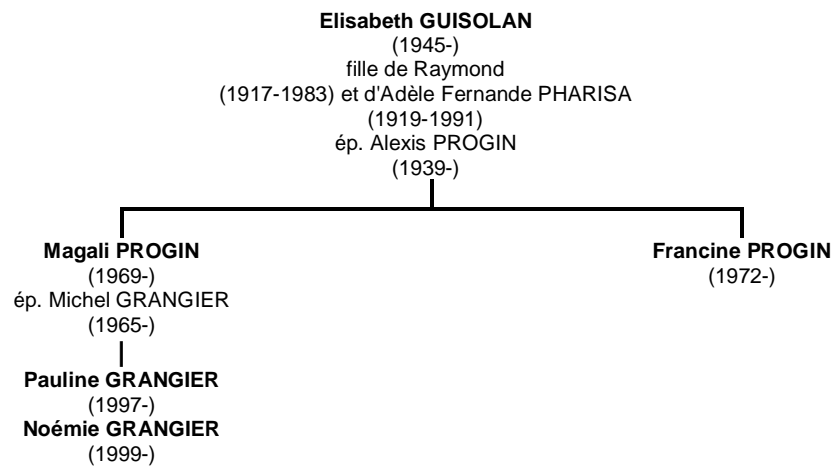 Elisabeth GUISOLAN
(1945-)
fille de Raymond
(1917-1983) et d'Adèle Fernande PHARISA
(1919-1991)
ép. Alexis PROGIN
(1939-)
Magali PROGIN
(1969-)
ép. Michel GRANGIER
(1965-)
Francine PROGIN
(1972-)
Pauline GRANGIER
(1997-)
Noémie GRANGIER
(1999-)